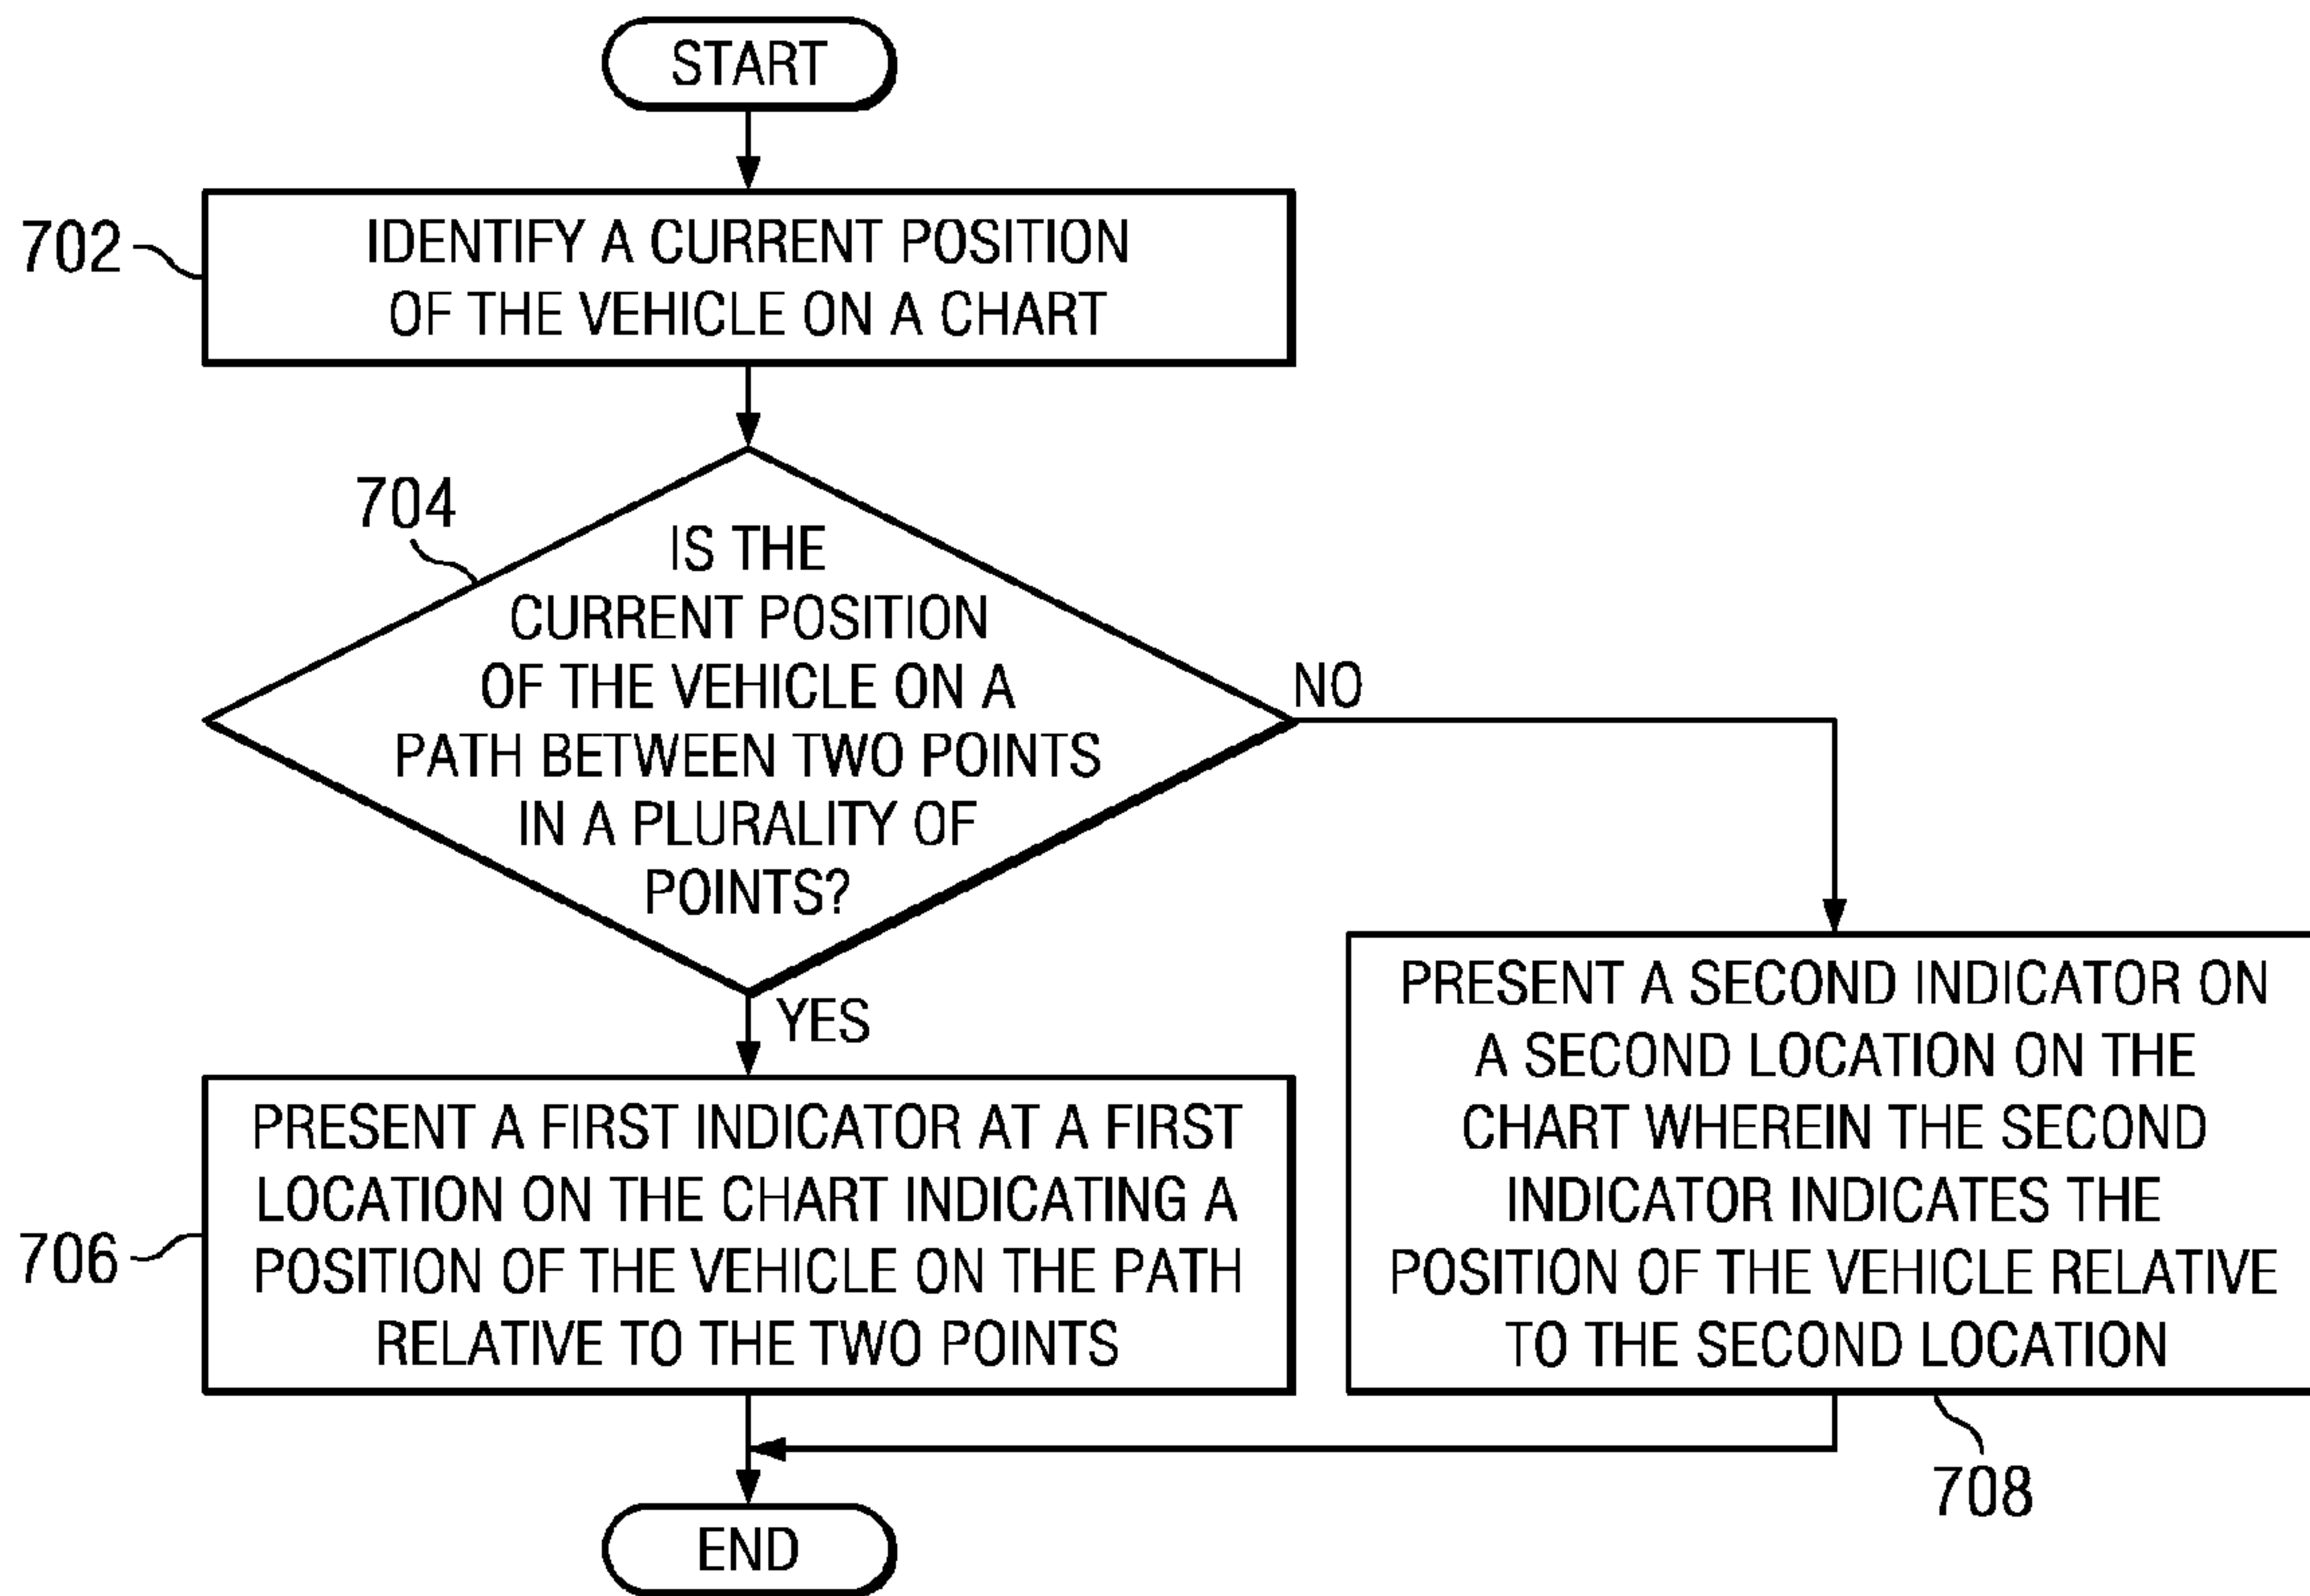 START
702
IDENTIFY A CURRENT POSITION
OF THE VEHICLE ON A CHART
704
IS THE
CURRENT POSITION
OF THE VEHICLE ON A
PATH BETWEEN TWO POINTS
IN A PLURALITY OF
POINTS?
NO
YES
706
PRESENT A FIRST INDICATOR AT A FIRST
LOCATION ON THE CHART INDICATING A
POSITION OF THE VEHICLE ON THE PATH
RELATIVE TO THE TWO POINTS
PRESENT A SECOND INDICATOR ON
A SECOND LOCATION ON THE
CHART WHEREIN THE SECOND
INDICATOR INDICATES THE
POSITION OF THE VEHICLE RELATIVE
TO THE SECOND LOCATION
708
END